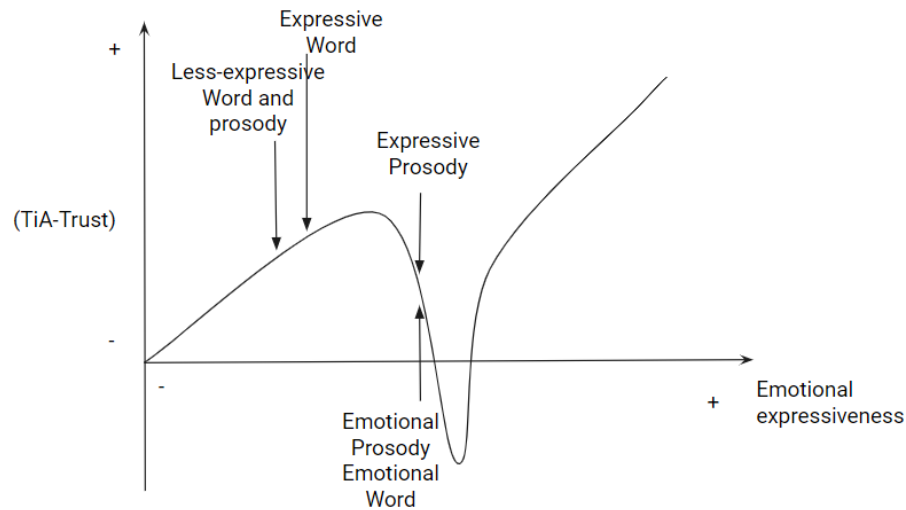 Expressive
Word
+
Less-expressive
Word and
prosody
Expressive
Prosody
(TiA-Trust)
-
-
+
Emotional
expressiveness
Emotional
Prosody
Emotional
Word